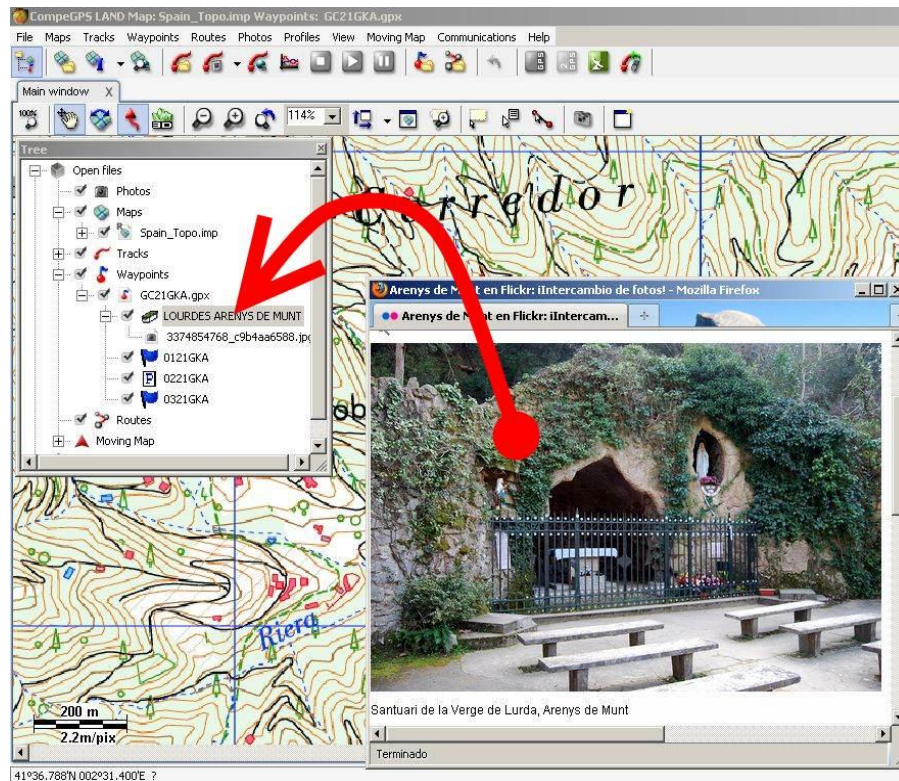 CompeGPS LAND Map: Spain_Topo.imp Waypoints: GC21GKA.gpx
File Maps Tracks Waypoints Routes Photos Profiles View Moving Map Communications Help
Main window X
100%
114%
Tree
Open files
Photos
Maps
Spain_Topo.imp
Tracks
Waypoints
GC21GKA.gpx
LOURDES ARENYS DE MUNT
3374854768_c9b4aa6588.jpg
0121GKA
0221GKA
0321GKA
Routes
Moving Map
Corredor
Arenys de Munt en Flickr: ¡Intercambio de fotos! - Mozilla Firefox
Arenys de Munt en Flickr: ¡Intercam...
Riera
Santuari de la Verge de Lurda, Arenys de Munt
200 m
2.2m/pix
Terminado
41°36.788'N 002°31.400'E ?